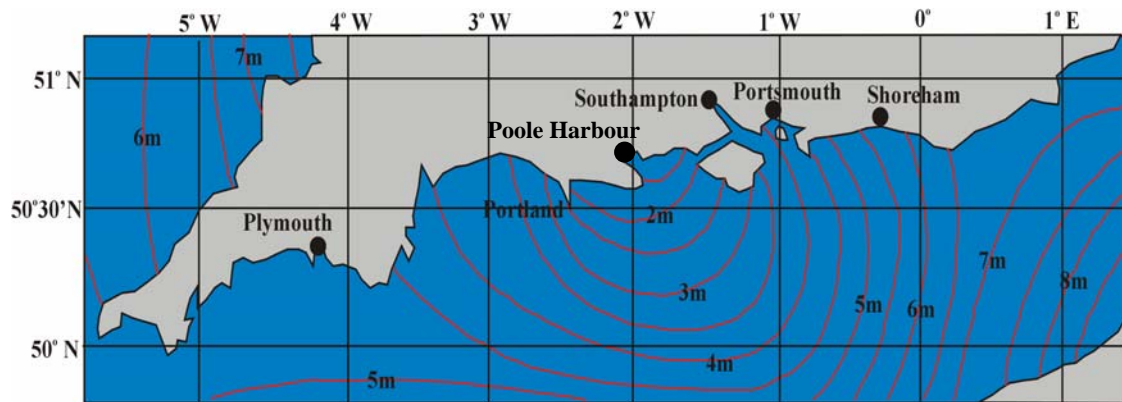 5° W 4° W 3° W 2° W 1° W 0° 1° E
7m
51° N
Southampton Portsmouth Shoreham
6m
Poole Harbour
50°30' N
Plymouth
Portland 2m
7m
8m
3m
5m 6m
50° N
4m
5m